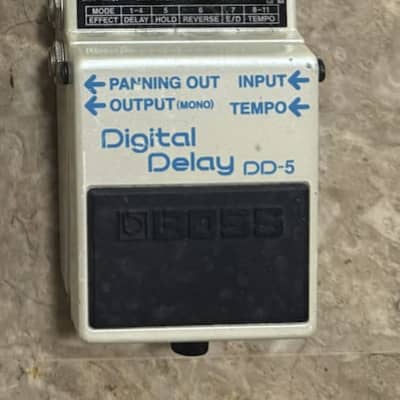 MODE 1-4 5 6 7 8-11
EFFECT DELAY HOLD REVERSE E/D TEMPO
PANNING OUT INPUT
OUTPUT (MONO) TEMPO
Digital
Delay DD-5
BOSS